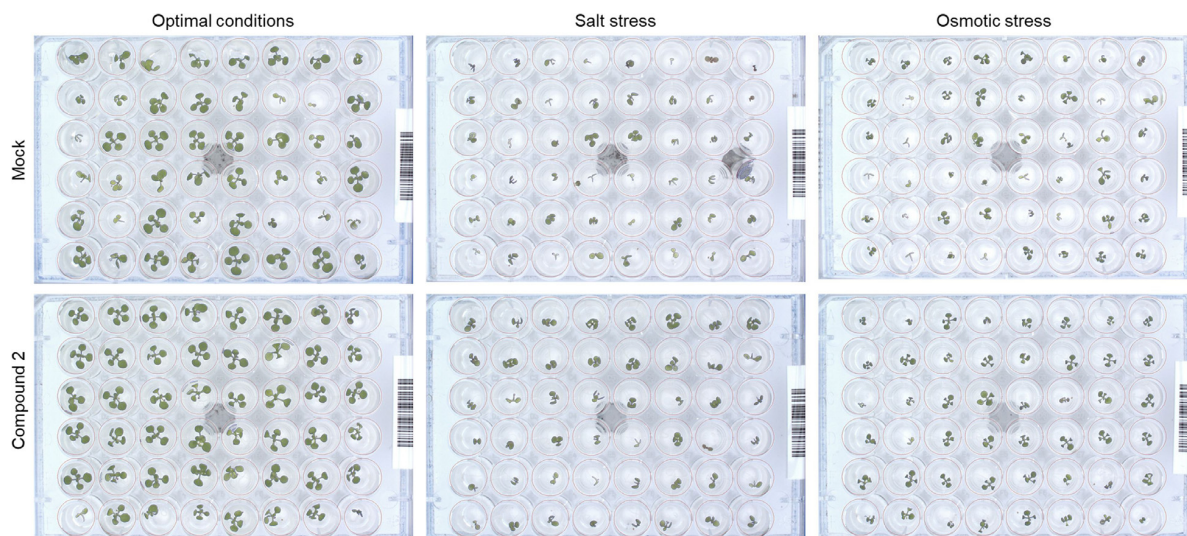 Optimal conditions
Salt stress
Osmotic stress
Mock
Compound 2